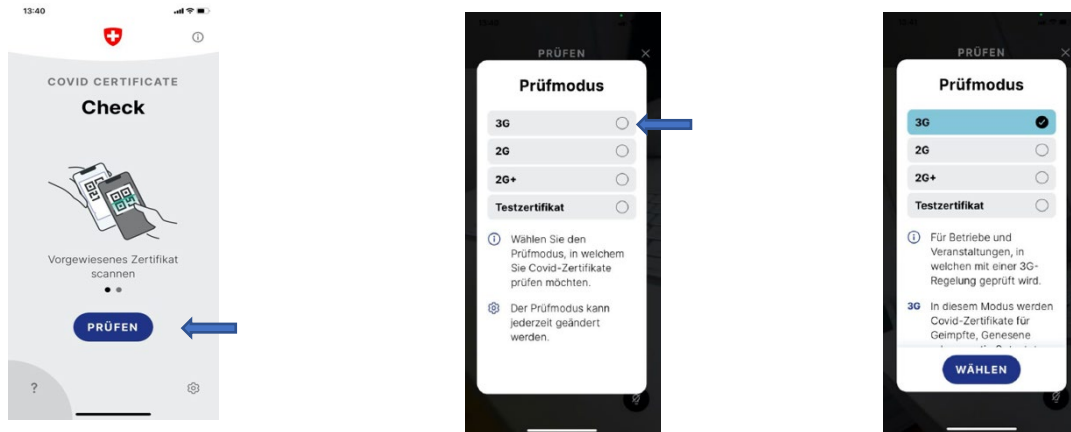 13:40
COVID CERTIFICATE
Check
Vorgewiesenes Zertifikat
scannen
PRÜFEN
?
PRÜFEN
Prüfmodus
3G
2G
2G+
Testzertifikat
Wählen Sie den
Prüfmodus, in welchem
Sie Covid-Zertifikate
prüfen möchten.
Der Prüfmodus kann
jederzeit geändert
werden.
PRÜFEN
Prüfmodus
3G
2G
2G+
Testzertifikat
Für Betriebe und
Veranstaltungen, in
welchen mit einer 3G-
Regelung geprüft wird.
3G In diesem Modus werden
Covid-Zertifikate für
Geimpfte, Genesene
WÄHLEN